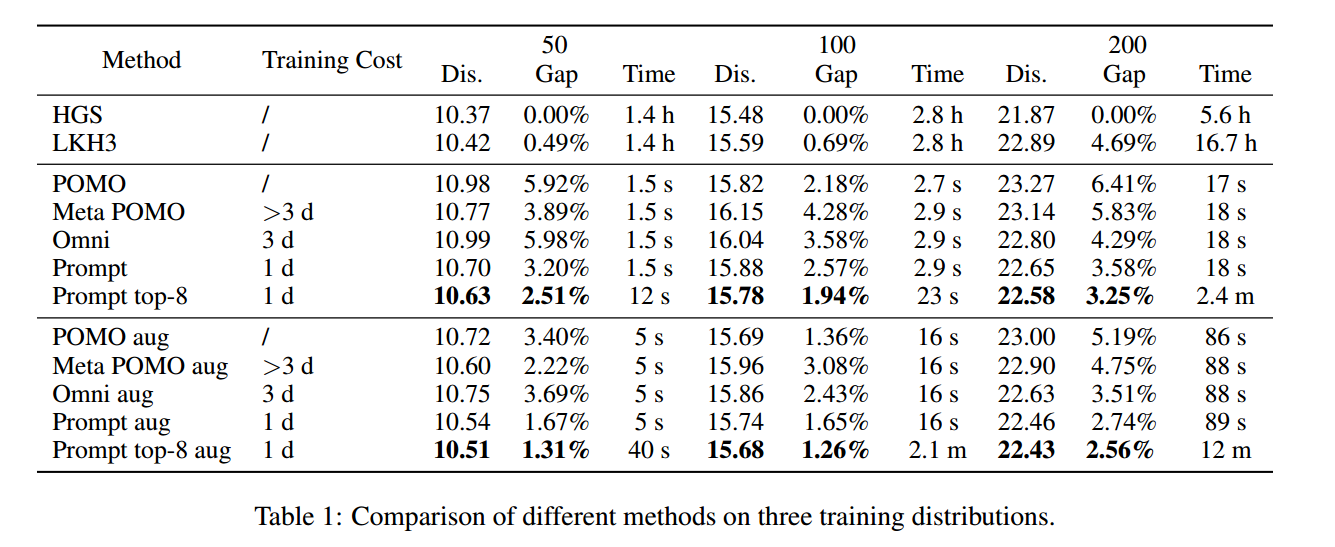 50 100 200
Method Training Cost Dis. Gap Time Dis. Gap Time Dis. Gap Time
HGS / 10.37 0.00% 1.4 h 15.48 0.00% 2.8 h 21.87 0.00% 5.6 h
LKH3 / 10.42 0.49% 1.4 h 15.59 0.69% 2.8 h 22.89 4.69% 16.7 h
POMO / 10.98 5.92% 1.5 s 15.82 2.18% 2.7 s 23.27 6.41% 17 s
Meta POMO >3 d 10.77 3.89% 1.5 s 16.15 4.28% 2.9 s 23.14 5.83% 18 s
Omni 3 d 10.99 5.98% 1.5 s 16.04 3.58% 2.9 s 22.80 4.29% 18 s
Prompt 1 d 10.70 3.20% 1.5 s 15.88 2.57% 2.9 s 22.65 3.58% 18 s
Prompt top-8 1 d 10.63 2.51% 12 s 15.78 1.94% 23 s 22.58 3.25% 2.4 m
POMO aug / 10.72 3.40% 5 s 15.69 1.36% 16 s 23.00 5.19% 86 s
Meta POMO aug >3 d 10.60 2.22% 5 s 15.96 3.08% 16 s 22.90 4.75% 88 s
Omni aug 3 d 10.75 3.69% 5 s 15.86 2.43% 16 s 22.63 3.51% 88 s
Prompt aug 1 d 10.54 1.67% 5 s 15.74 1.65% 16 s 22.46 2.74% 89 s
Prompt top-8 aug 1 d 10.51 1.31% 40 s 15.68 1.26% 2.1 m 22.43 2.56% 12 m
Table 1: Comparison of different methods on three training distributions.